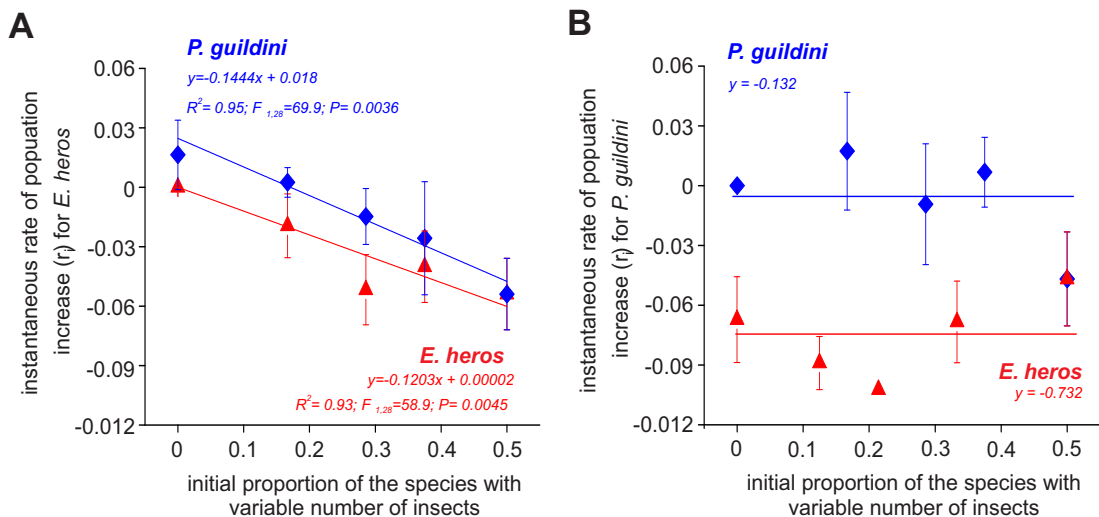 A
P. guildini
y=-0.1444x + 0.018
R²= 0.95; F 1,28=69.9; P= 0.0036
0.06
0.03
0
-0.03
-0.06
-0.09
-0.012
instantaneous rate of popuation
increase (ri) for E. heros
E. heros
y=-0.1203x + 0.00002
R²= 0.93; F 1,28=58.9; P= 0.0045
0 0.1 0.2 0.3 0.4 0.5
initial proportion of the species with
variable number of insects
B
P. guildini
y = -0.132
0.06
0.03
0
-0.03
-0.06
-0.09
-0.012
instantaneous rate of popuation
increase (ri) for P. guildini
E. heros
y = -0.732
0 0.1 0.2 0.3 0.4 0.5
initial proportion of the species with
variable number of insects